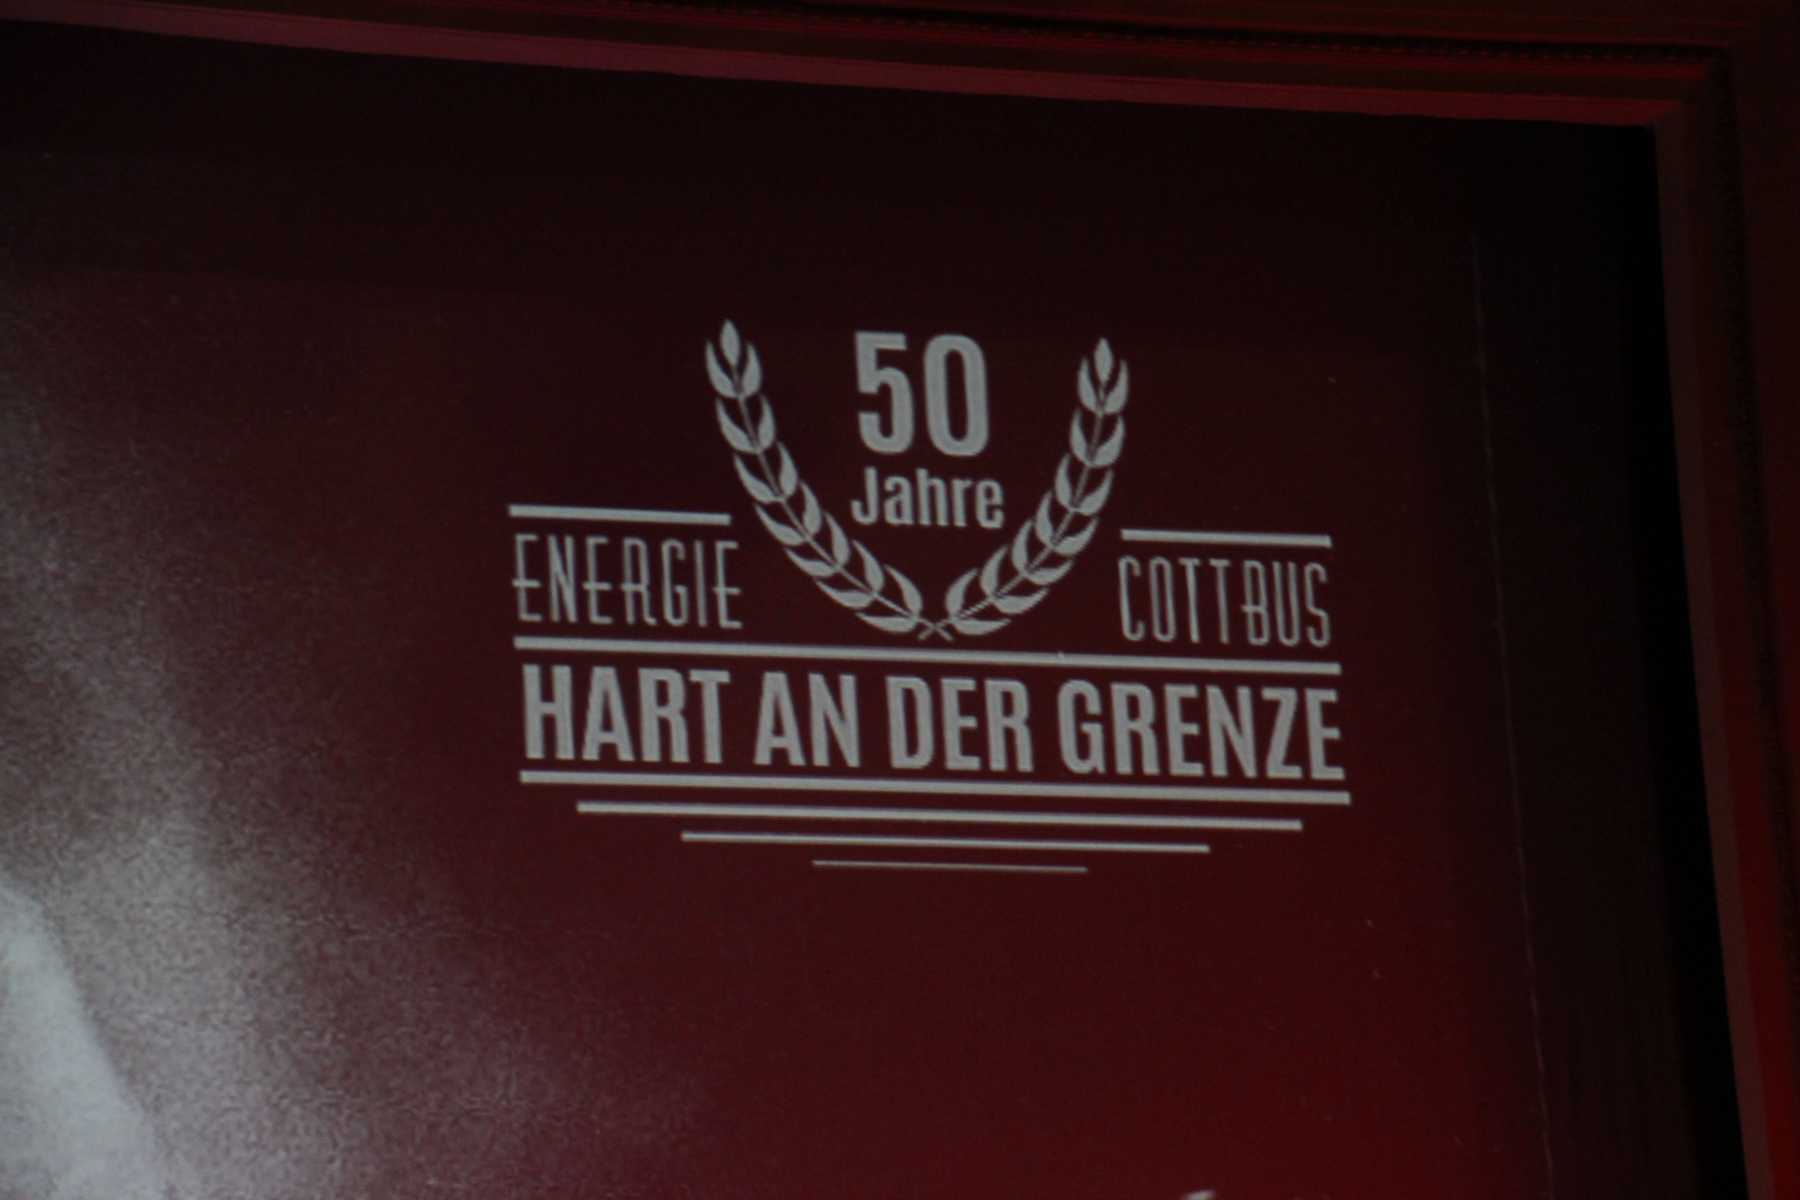 50
Jahre
ENERGIE COTTBUS
HART AN DER GRENZE